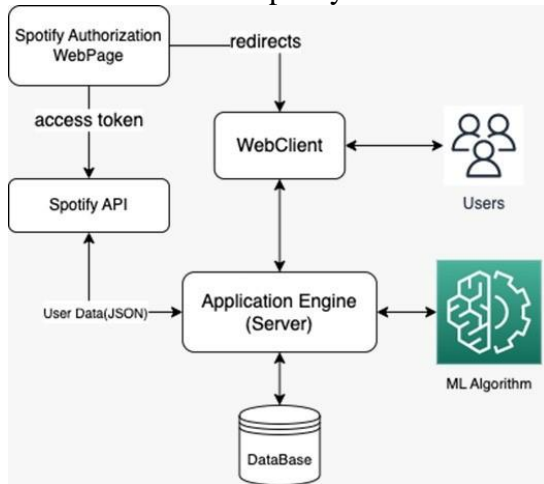 Spotify Authorization
WebPage
redirects
access token
WebClient
Spotify API
Users
User Data(JSON)
Application Engine
(Server)
ML Algorithm
DataBase